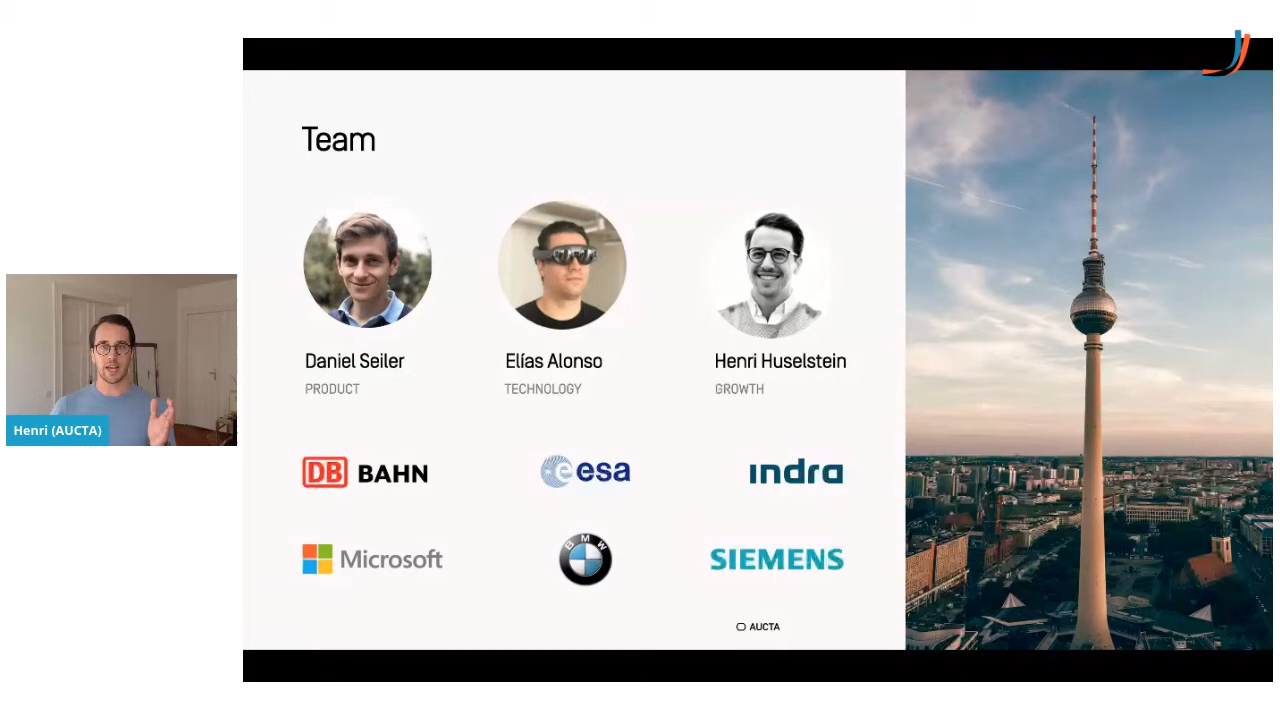 Team
Daniel Seiler
PRODUCT
Elías Alonso
TECHNOLOGY
Henri Huselstein
GROWTH
Henri (AUCTA)
DB BAHN
esa
indra
Microsoft
BMW
SIEMENS
AUCTA